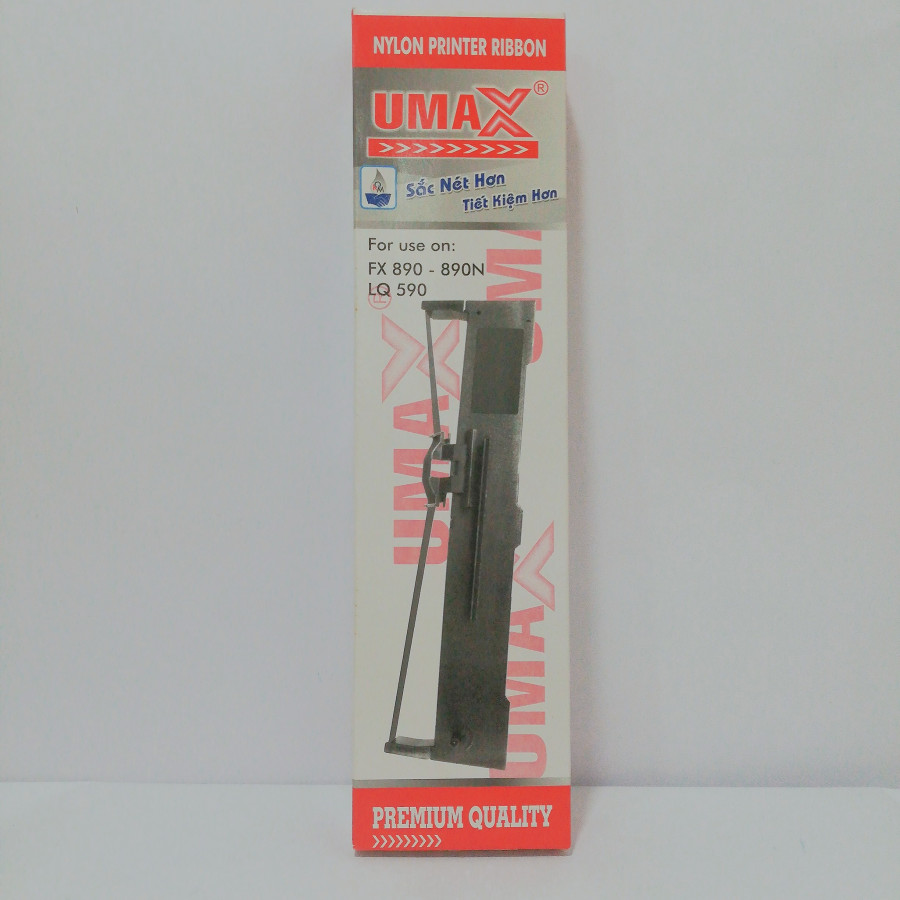 NYLON PRINTER RIBBON
UMAX®
Sắc Nét Hơn
Tiết Kiệm Hơn
For use on:
FX 890 - 890N
LQ 590
UMAX
UMAX®
UMAX
PREMIUM QUALITY